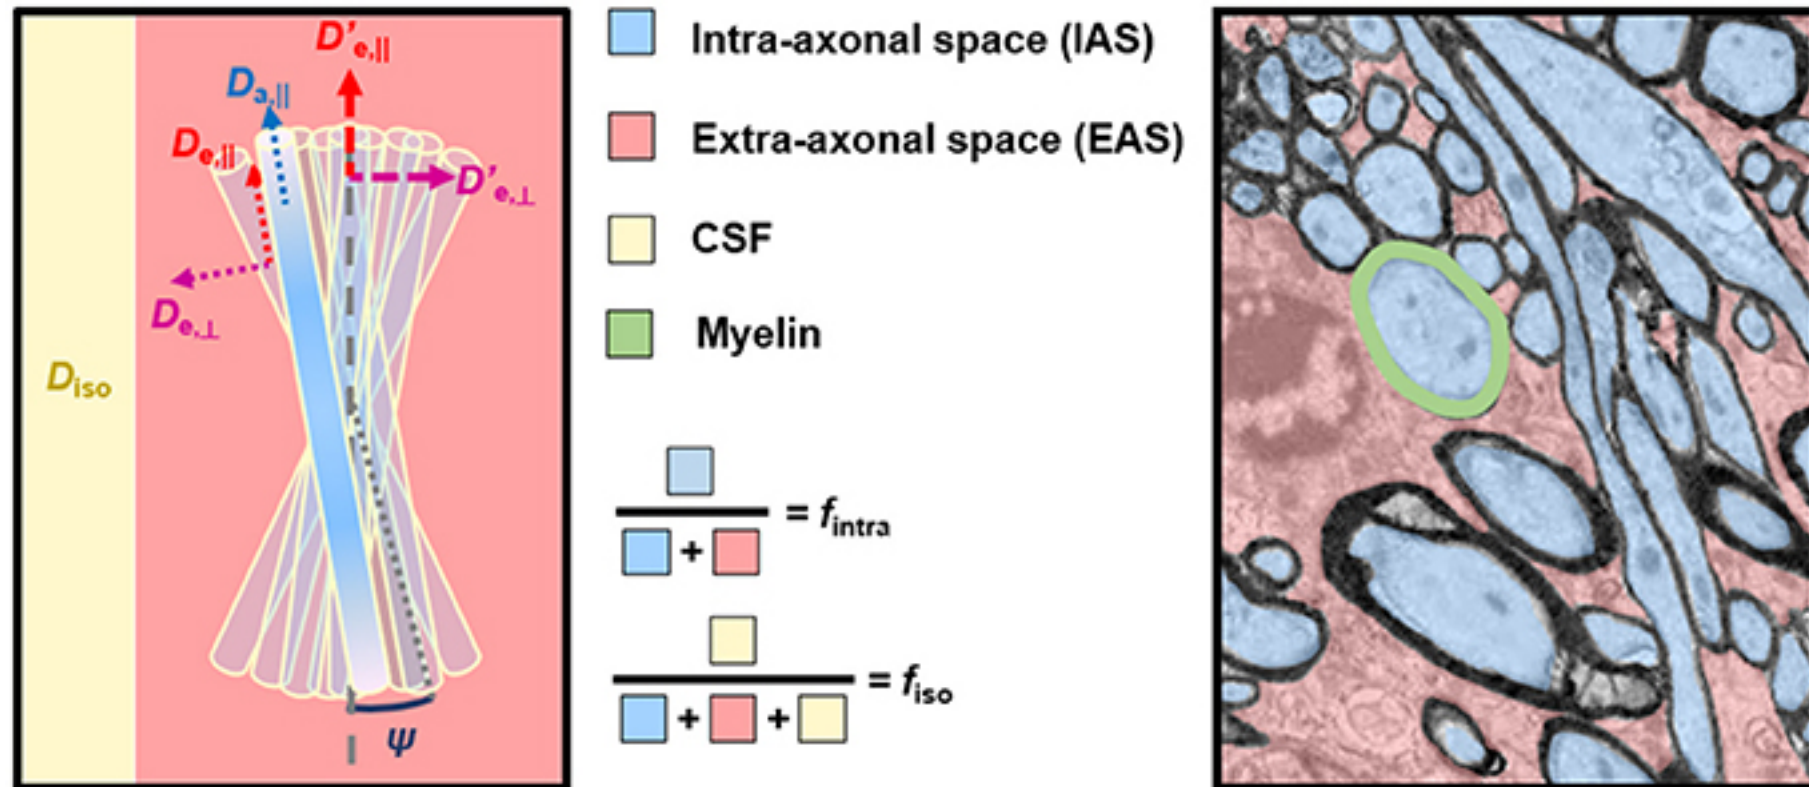 D'e,||
Da,||
De,||
D'e,⊥
De,⊥
Diso
ψ
Intra-axonal space (IAS)
Extra-axonal space (EAS)
CSF
Myelin
+
= fintra
+ +
= fiso